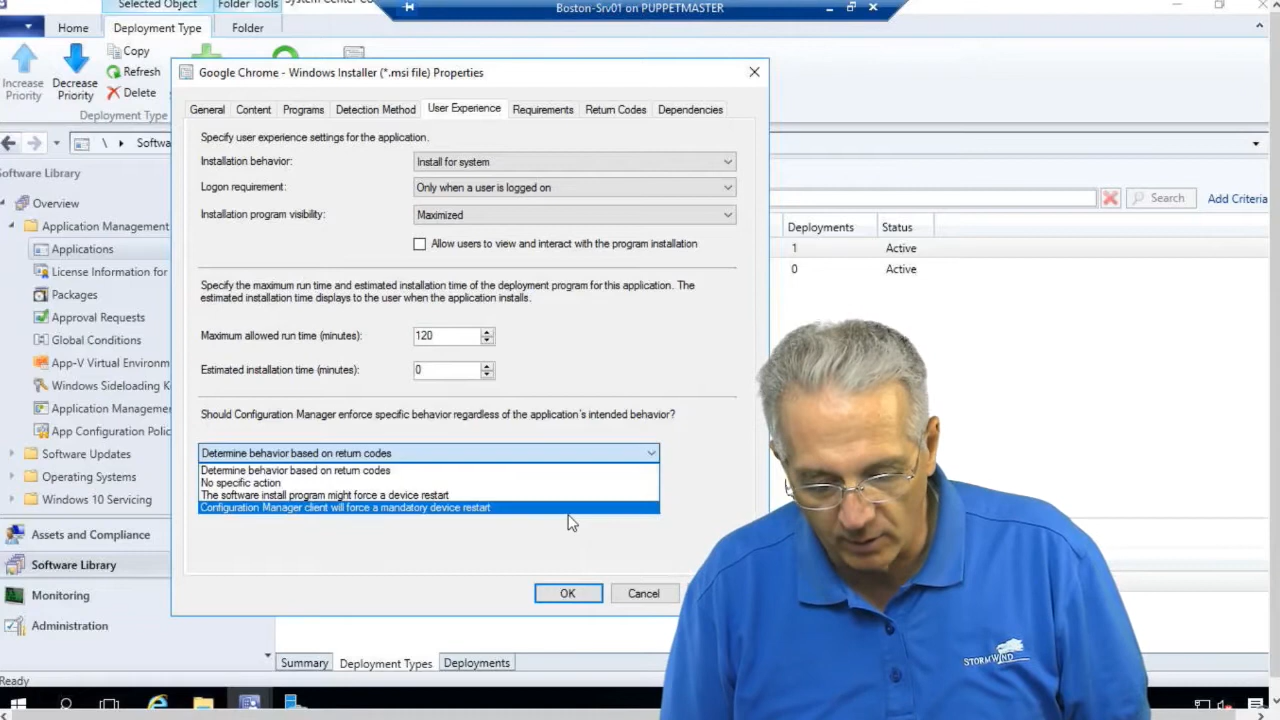 Selected Object
Folder Tools
System Center Co
Boston-Srv01 on PUPPETMASTER
Home
Deployment Type
Folder
Increase Priority
Decrease Priority
Copy
Refresh
Delete
Deployment Type
\
Softwa
Software Library
Overview
Application Management
Applications
License Information for
Packages
Approval Requests
Global Conditions
App-V Virtual Environm
Windows Sideloading K
Application Manageme
App Configuration Polic
Software Updates
Operating Systems
Windows 10 Servicing
Assets and Compliance
Software Library
Monitoring
Administration
Ready
Google Chrome - Windows Installer (*.msi file) Properties
General
Content
Programs
Detection Method
User Experience
Requirements
Return Codes
Dependencies
Specify user experience settings for the application.
Installation behavior:
Install for system
Logon requirement:
Only when a user is logged on
Installation program visibility:
Maximized
Allow users to view and interact with the program installation
Specify the maximum run time and estimated installation time of the deployment program for this application. The
estimated installation time displays to the user when the application installs.
Maximum allowed run time (minutes):
120
Estimated installation time (minutes):
0
Should Configuration Manager enforce specific behavior regardless of the application's intended behavior?
Determine behavior based on return codes
Determine behavior based on return codes
No specific action
The software install program might force a device restart
Configuration Manager client will force a mandatory device restart
OK
Cancel
Search
Add Criteria
Deployments
Status
1
Active
0
Active
Summary
Deployment Types
Deployments
STORMWIND